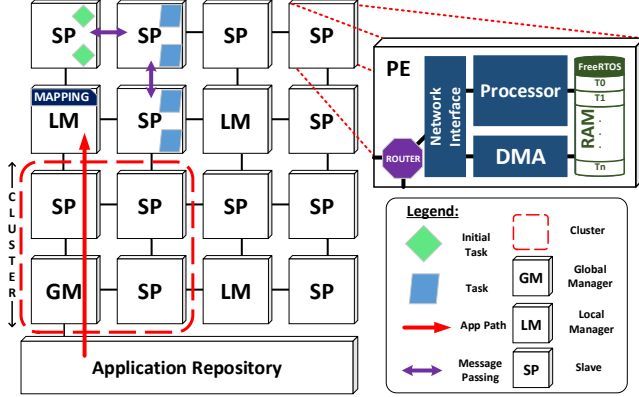 SP SP SP SP
MAPPING
LM SP LM SP
SP SP SP SP
GM SP LM SP
CLUSTER
Application Repository
PE
Network
Interface
Processor
DMA
ROUTER
FreeRTOS
T0
T1
.
.
.
Tn
RAM
Legend:
Initial
Task
Cluster
Task
GM
Global
Manager
App Path
LM
Local
Manager
Message
Passing
SP
Slave